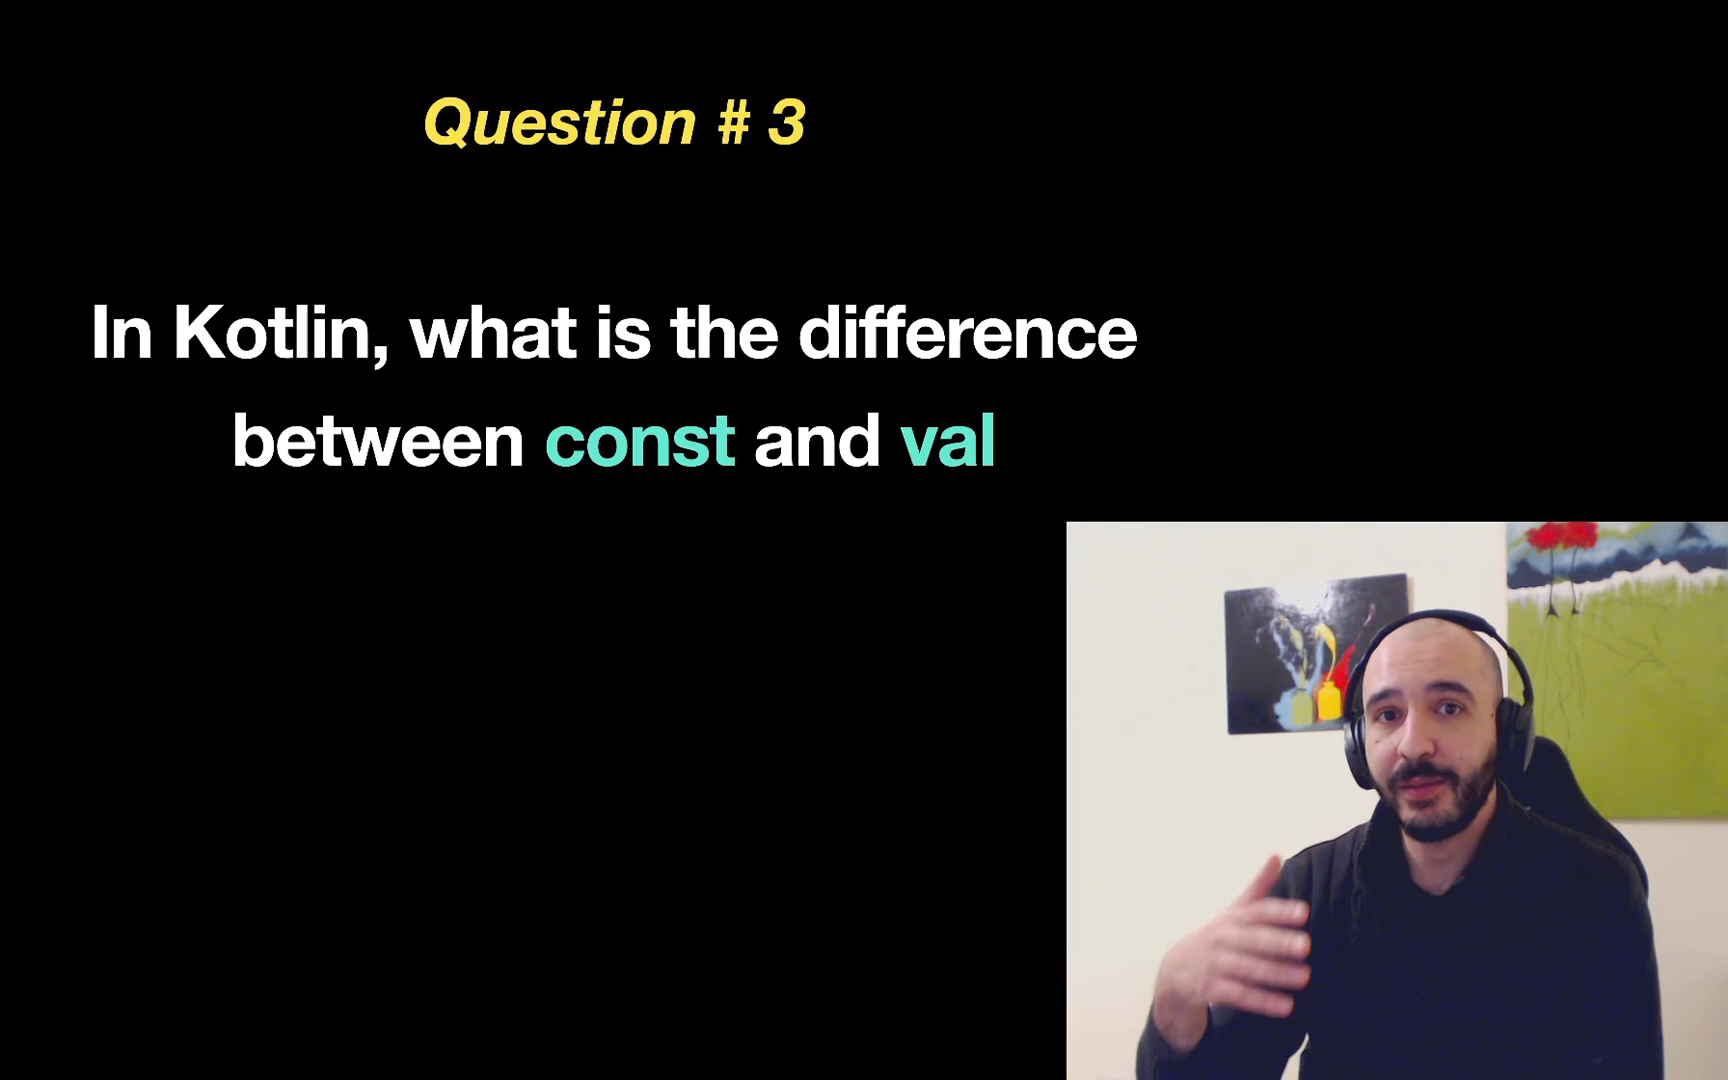 Question # 3
In Kotlin, what is the difference
between const and val